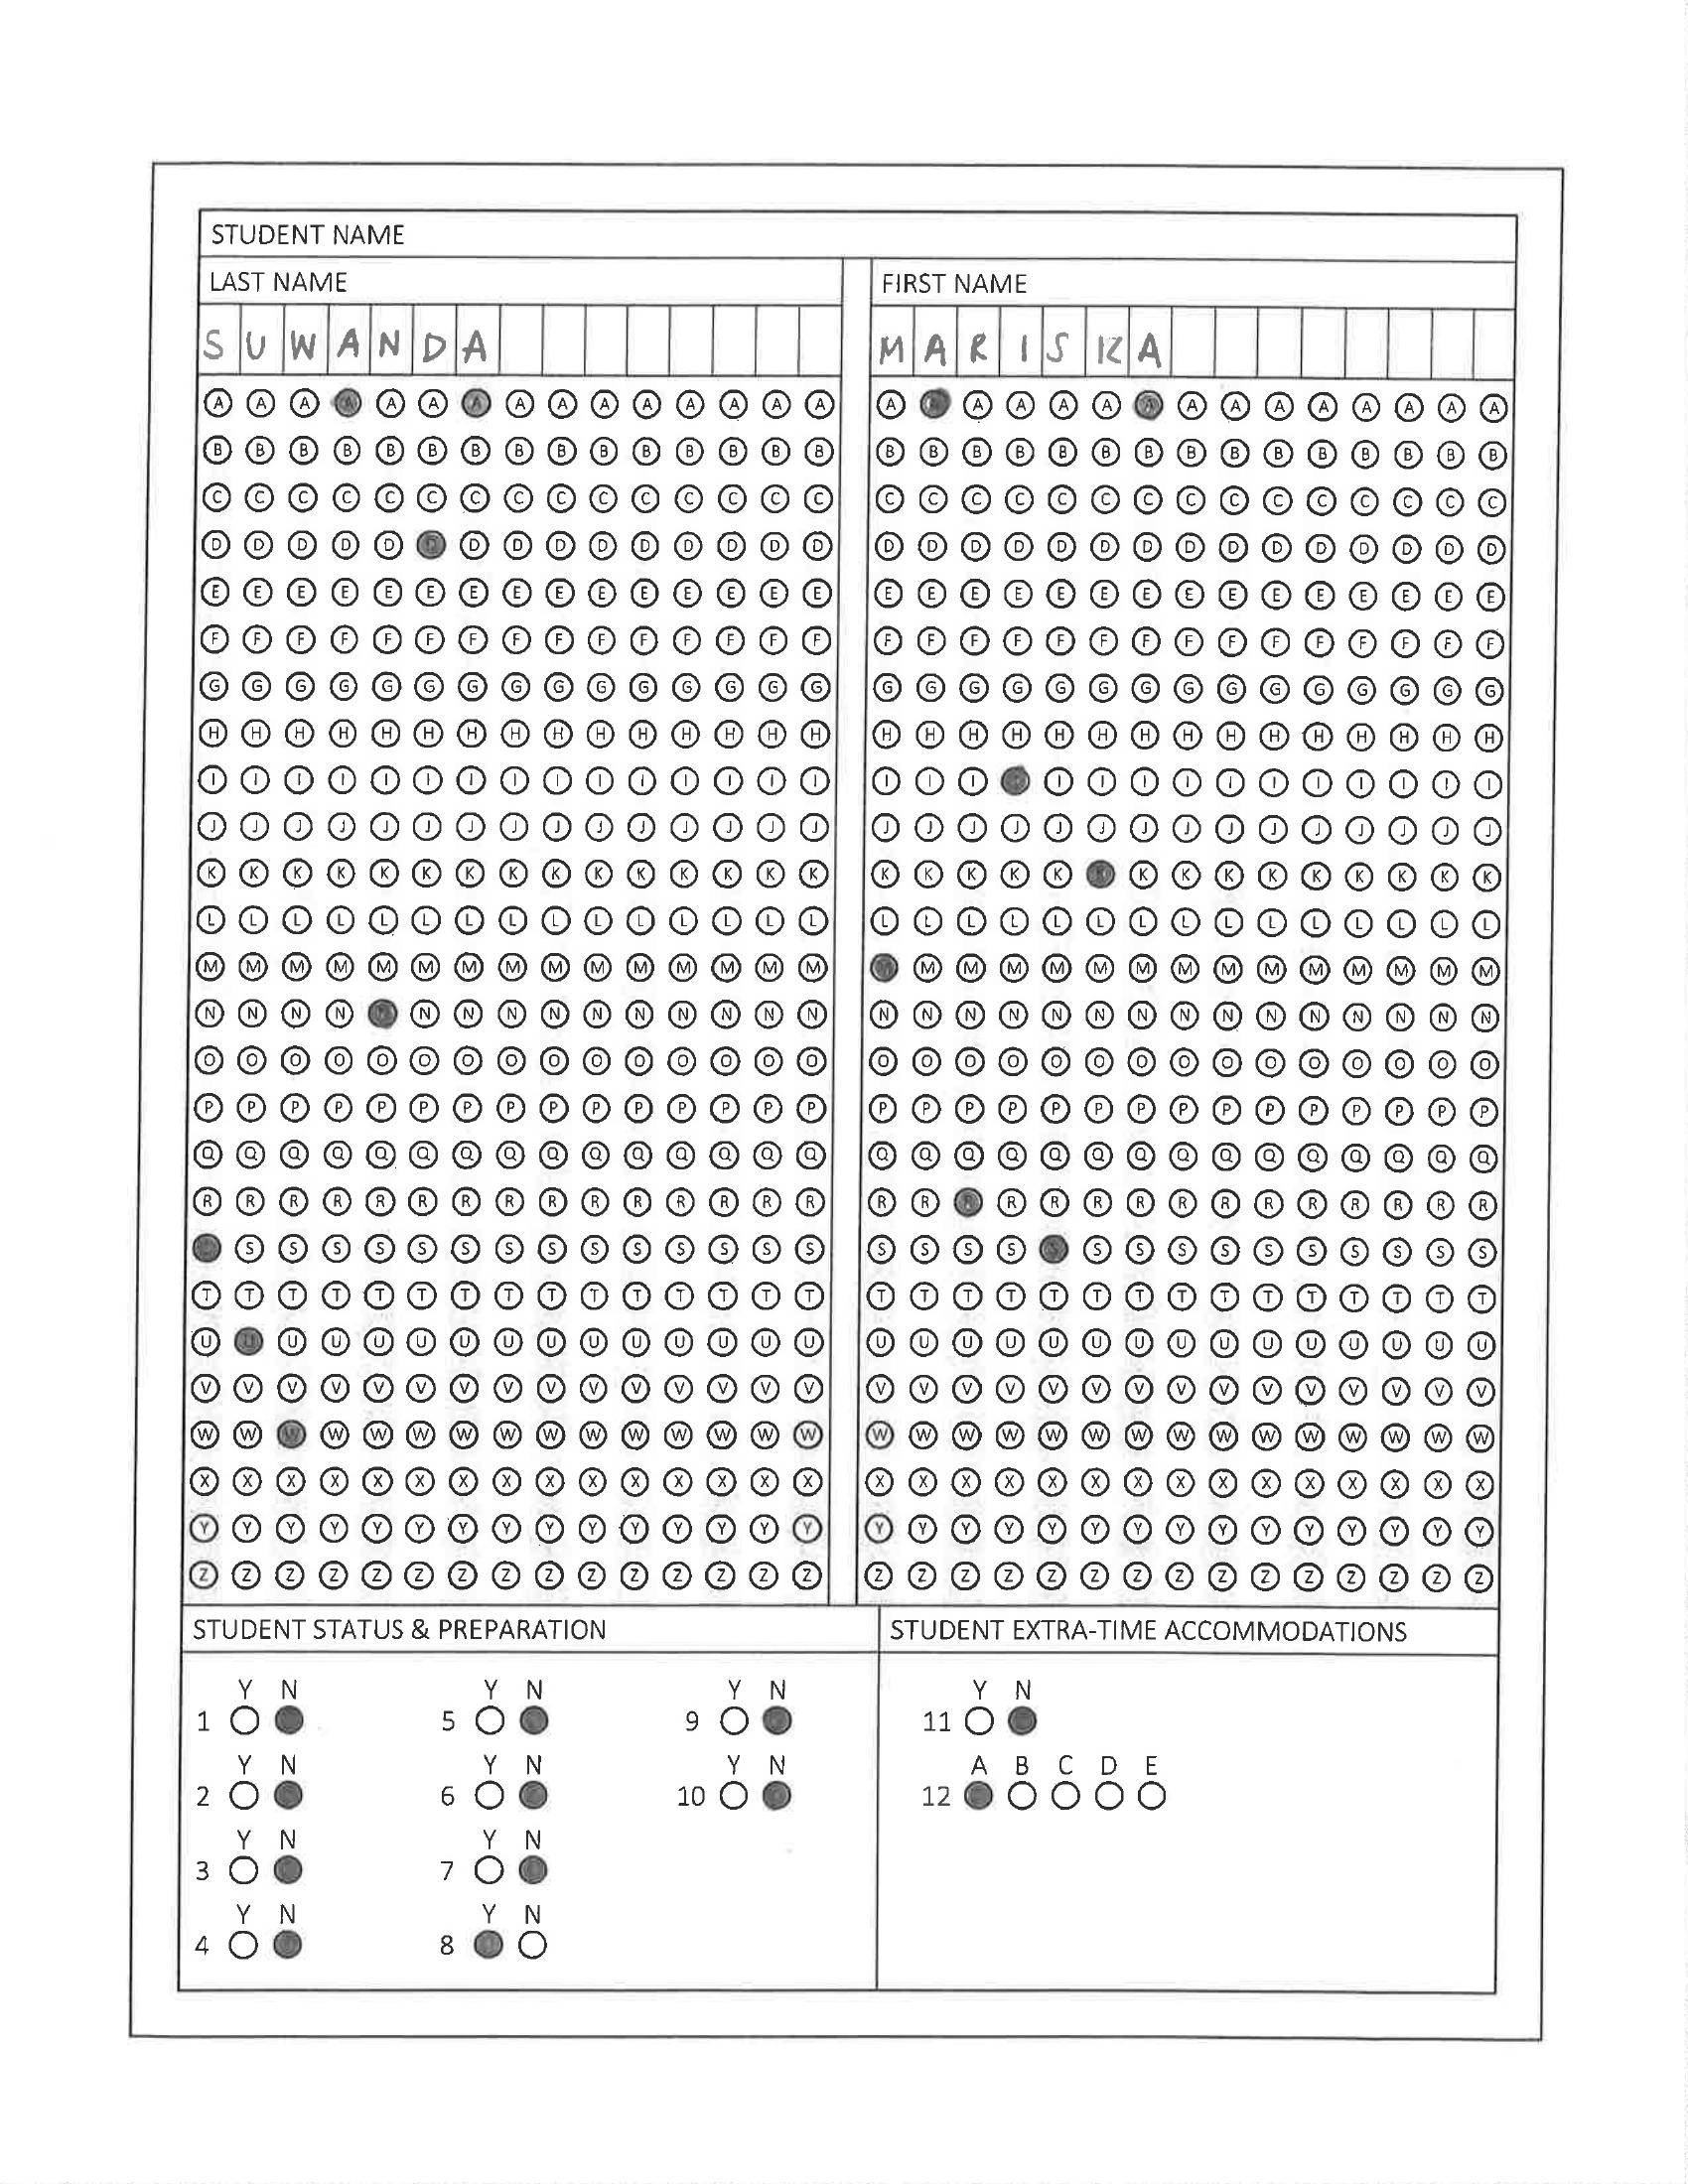 STUDENT NAME
LAST NAME FIRST NAME
S U W A N D A M A R I S K A
A A A A A A A A A A A A A A A A A A A A A A A A A A A A A A
B B B B B B B B B B B B B B B B B B B B B B B B B B B B B B
C C C C C C C C C C C C C C C C C C C C C C C C C C C C C C
D D D D D D D D D D D D D D D D D D D D D D D D D D D D D D
E E E E E E E E E E E E E E E E E E E E E E E E E E E E E E
F F F F F F F F F F F F F F F F F F F F F F F F F F F F F F
G G G G G G G G G G G G G G G G G G G G G G G G G G G G G G
H H H H H H H H H H H H H H H H H H H H H H H H H H H H H H
I I I I I I I I I I I I I I I I I I I I I I I I I I I I I
J J J J J J J J J J J J J J J J J J J J J J J J J J J J J J
K K K K K K K K K K K K K K K K K K K K K K K K K K K K K K
L L L L L L L L L L L L L L L L L L L L L L L L L L L L L L
M M M M M M M M M M M M M M M M M M M M M M M M M M M M M
N N N N N N N N N N N N N N N N N N N N N N N N N N N N N
O O O O O O O O O O O O O O O O O O O O O O O O O O O O O O
P P P P P P P P P P P P P P P P P P P P P P P P P P P P P P
Q Q Q Q Q Q Q Q Q Q Q Q Q Q Q Q Q Q Q Q Q Q Q Q Q Q Q Q Q Q
R R R R R R R R R R R R R R R R R R R R R R R R R R R R R R
S S S S S S S S S S S S S S S S S S S S S S S S S S S S
T T T T T T T T T T T T T T T T T T T T T T T T T T T T T T
U U U U U U U U U U U U U U U U U U U U U U U U U U U U U U
V V V V V V V V V V V V V V V V V V V V V V V V V V V V V V
W W W W W W W W W W W W W W W W W W W W W W W W W W W W W W
X X X X X X X X X X X X X X X X X X X X X X X X X X X X X X
Y Y Y Y Y Y Y Y Y Y Y Y Y Y Y Y Y Y Y Y Y Y Y Y Y Y Y Y Y Y
Z Z Z Z Z Z Z Z Z Z Z Z Z Z Z Z Z Z Z Z Z Z Z Z Z Z Z Z Z Z
STUDENT STATUS & PREPARATION STUDENT EXTRA-TIME ACCOMMODATIONS
Y N Y N Y N Y N
1 5 9 11
Y N Y N Y N A B C D E
2 6 10 12
Y N Y N
3 7
Y N Y N
4 8